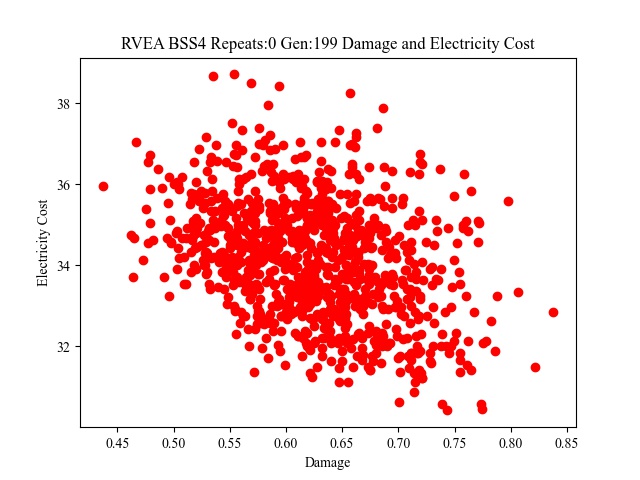 RVEA BSS4 Repeats:0 Gen:199 Damage and Electricity Cost
Electricity Cost
38
36
34
32
0.45 0.50 0.55 0.60 0.65 0.70 0.75 0.80 0.85
Damage